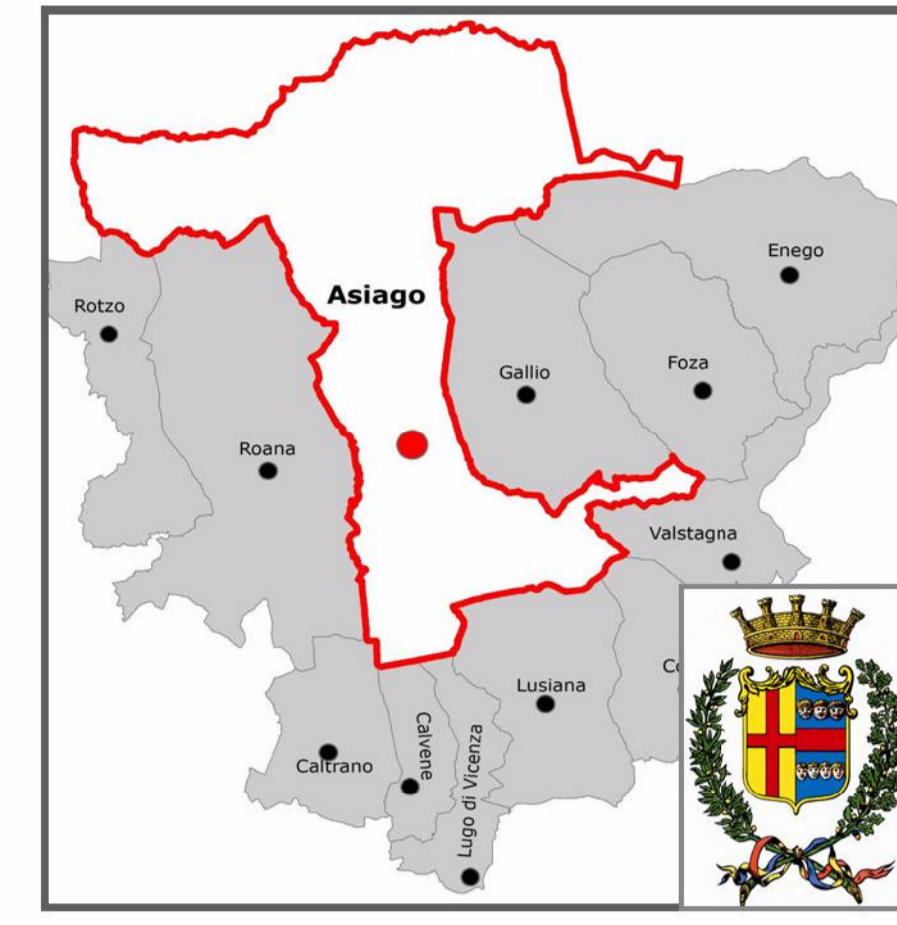 Enego
Asiago
Rotzo
Foza
Gallio
Roana
Valstagna
Lusiana
Calvene
Lugo di Vicenza
Caltrano